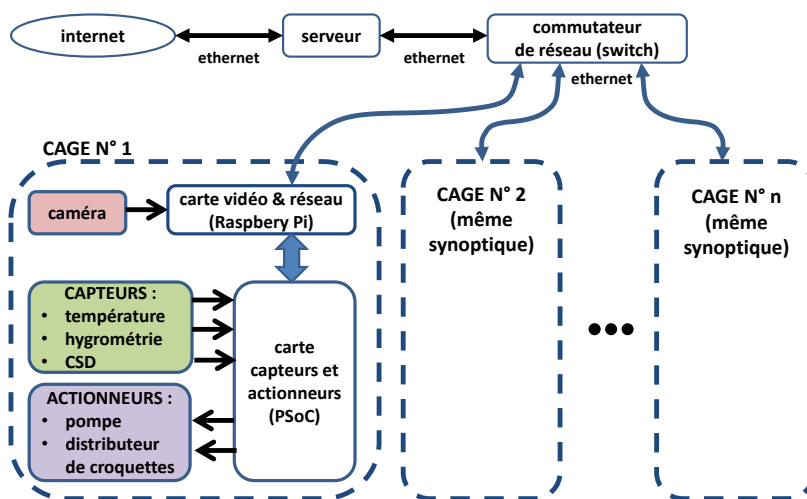 internet
ethernet
serveur
ethernet
commutateur
de réseau (switch)
ethernet
CAGE N° 1
caméra
carte vidéo & réseau
(Raspbery Pi)
CAPTEURS :
• température
• hygrométrie
• CSD
ACTIONNEURS :
• pompe
• distributeur
de croquettes
carte
capteurs et
actionneurs
(PSoC)
CAGE N° 2
(même
synoptique)
CAGE N° n
(même
synoptique)